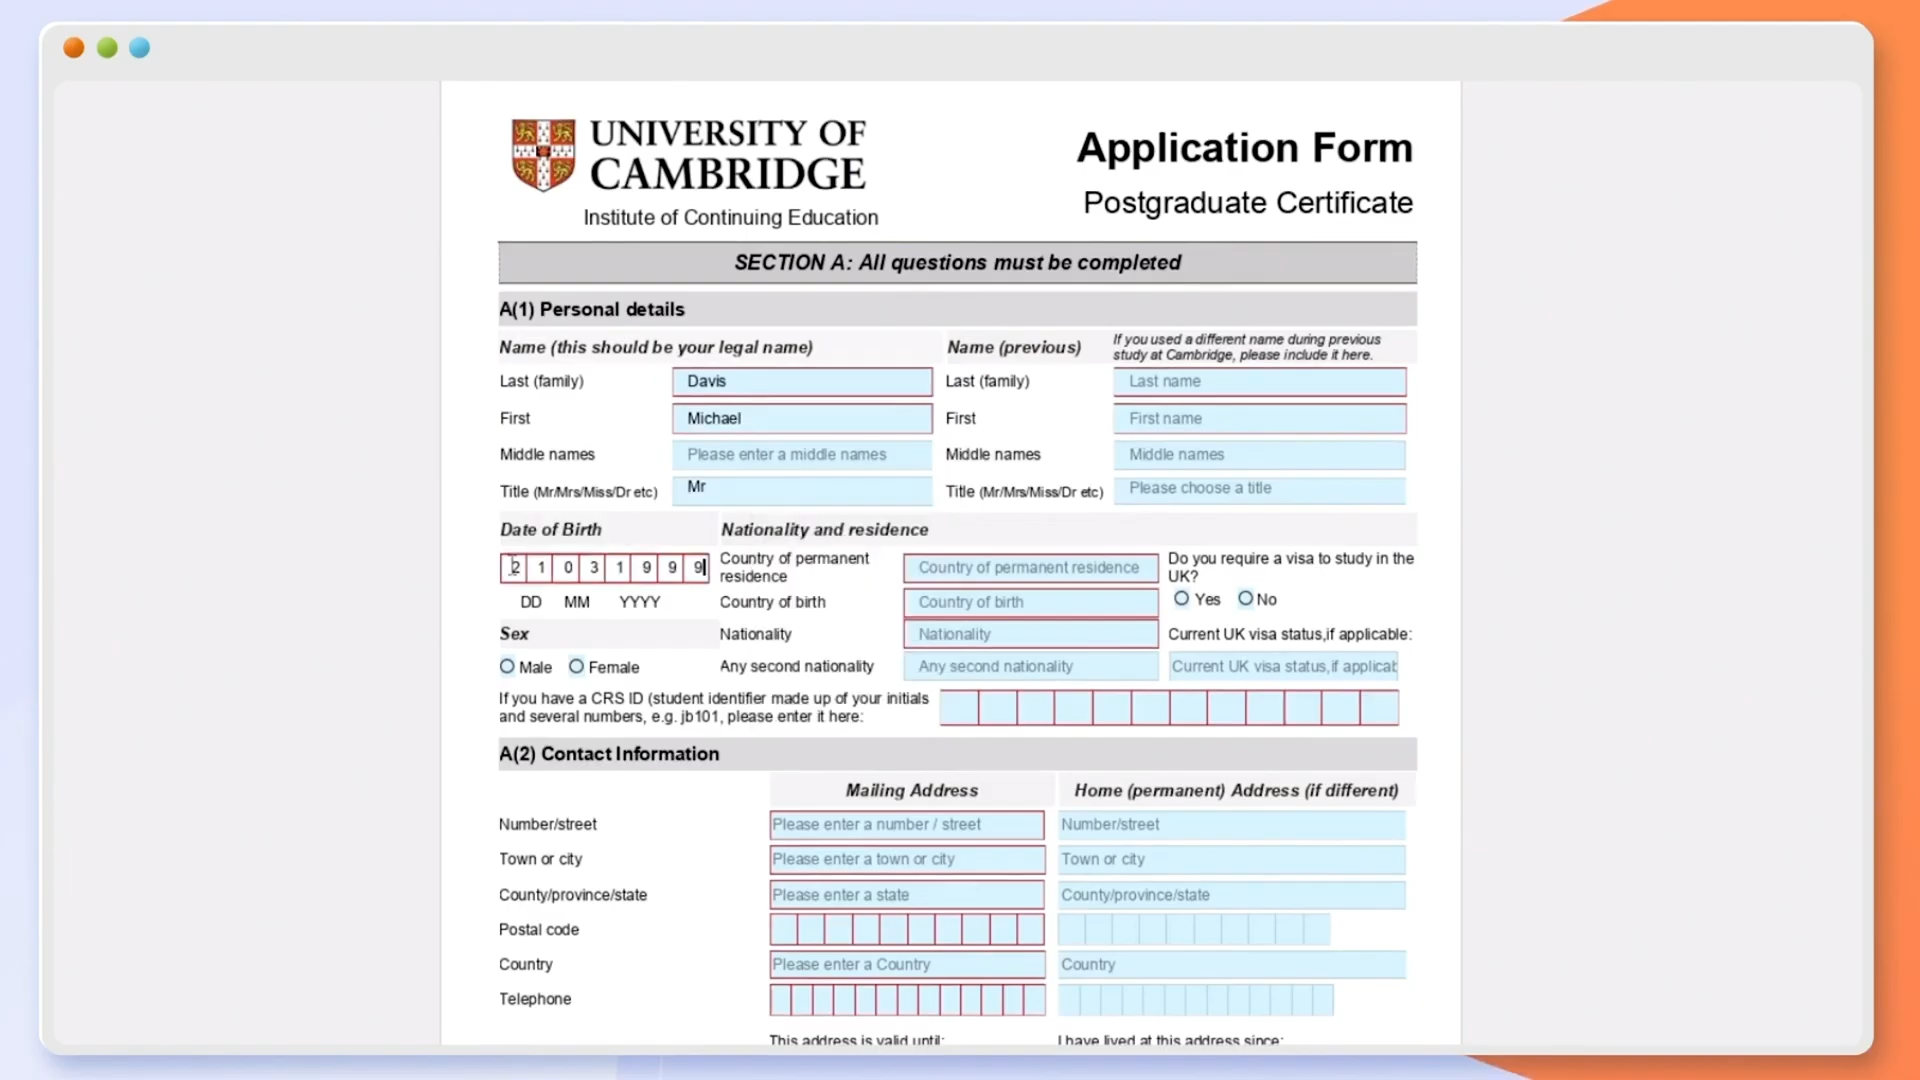 UNIVERSITY OF
CAMBRIDGE
Institute of Continuing Education
Application Form
Postgraduate Certificate
SECTION A: All questions must be completed
A(1) Personal details
Name (this should be your legal name)
Name (previous)
If you used a different name during previous
study at Cambridge, please include it here.
Last (family) Davis Last (family) Last name
First Michael First First name
Middle names Please enter a middle names Middle names Middle names
Title (Mr/Mrs/Miss/Dr etc) Mr Title (Mr/Mrs/Miss/Dr etc) Please choose a title
Date of Birth
2 1 0 3 1 9 9 9
DD MM YYYY
Sex
Male Female
Nationality and residence
Country of permanent
residence
Country of permanent residence
Country of birth Country of birth
Nationality Nationality
Any second nationality Any second nationality
Do you require a visa to study in the
UK?
Yes No
Current UK visa status,if applicable:
Current UK visa status,if applicat
If you have a CRS ID (student identifier made up of your initials
and several numbers, e.g. jb101, please enter it here:
A(2) Contact Information
Mailing Address Home (permanent) Address (if different)
Number/street Please enter a number / street Number/street
Town or city Please enter a town or city Town or city
County/province/state Please enter a state County/province/state
Postal code
Country Please enter a Country Country
Telephone
This address is valid until: I have lived at this address since: